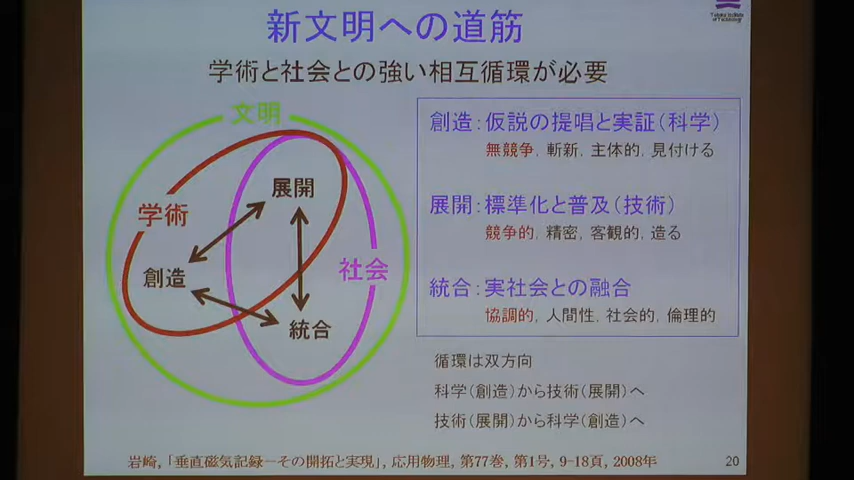 新文明への道筋
学術と社会との強い相互循環が必要
文明
学術
展開
創造
社会
統合
創造：仮説の提唱と実証（科学）
無競争，斬新，主体的，見付ける
展開：標準化と普及（技術）
競争的，精密，客観的，造る
統合：実社会との融合
協調的，人間性，社会的，倫理的
循環は双方向
科学（創造）から技術（展開）へ
技術（展開）から科学（創造）へ
岩崎，「垂直磁気記録—その開拓と実現」，応用物理，第77巻，第1号，9-18頁，2008年
20